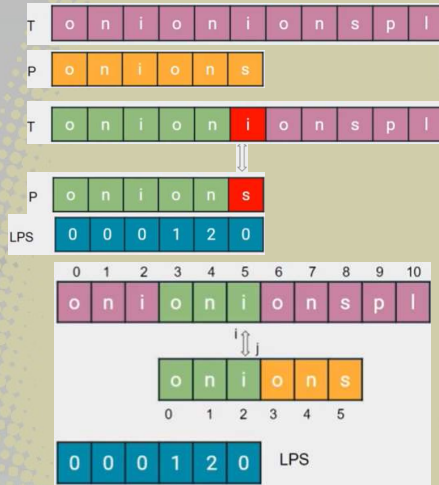 T o n i o n i o n s p l
P o n i o n s
T o n i o n i o n s p l
P o n i o n s
LPS 0 0 0 1 2 0
0 1 2 3 4 5 6 7 8 9 10
o n i o n i o n s p l
i j
o n i o n s
0 1 2 3 4 5
0 0 0 1 2 0 LPS